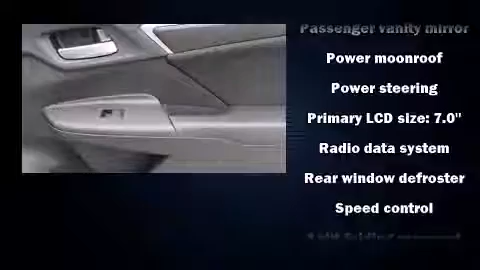 Passenger vanity mirror
Power moonroof
Power steering
Primary LCD size: 7.0"
Radio data system
Rear window defroster
Speed control